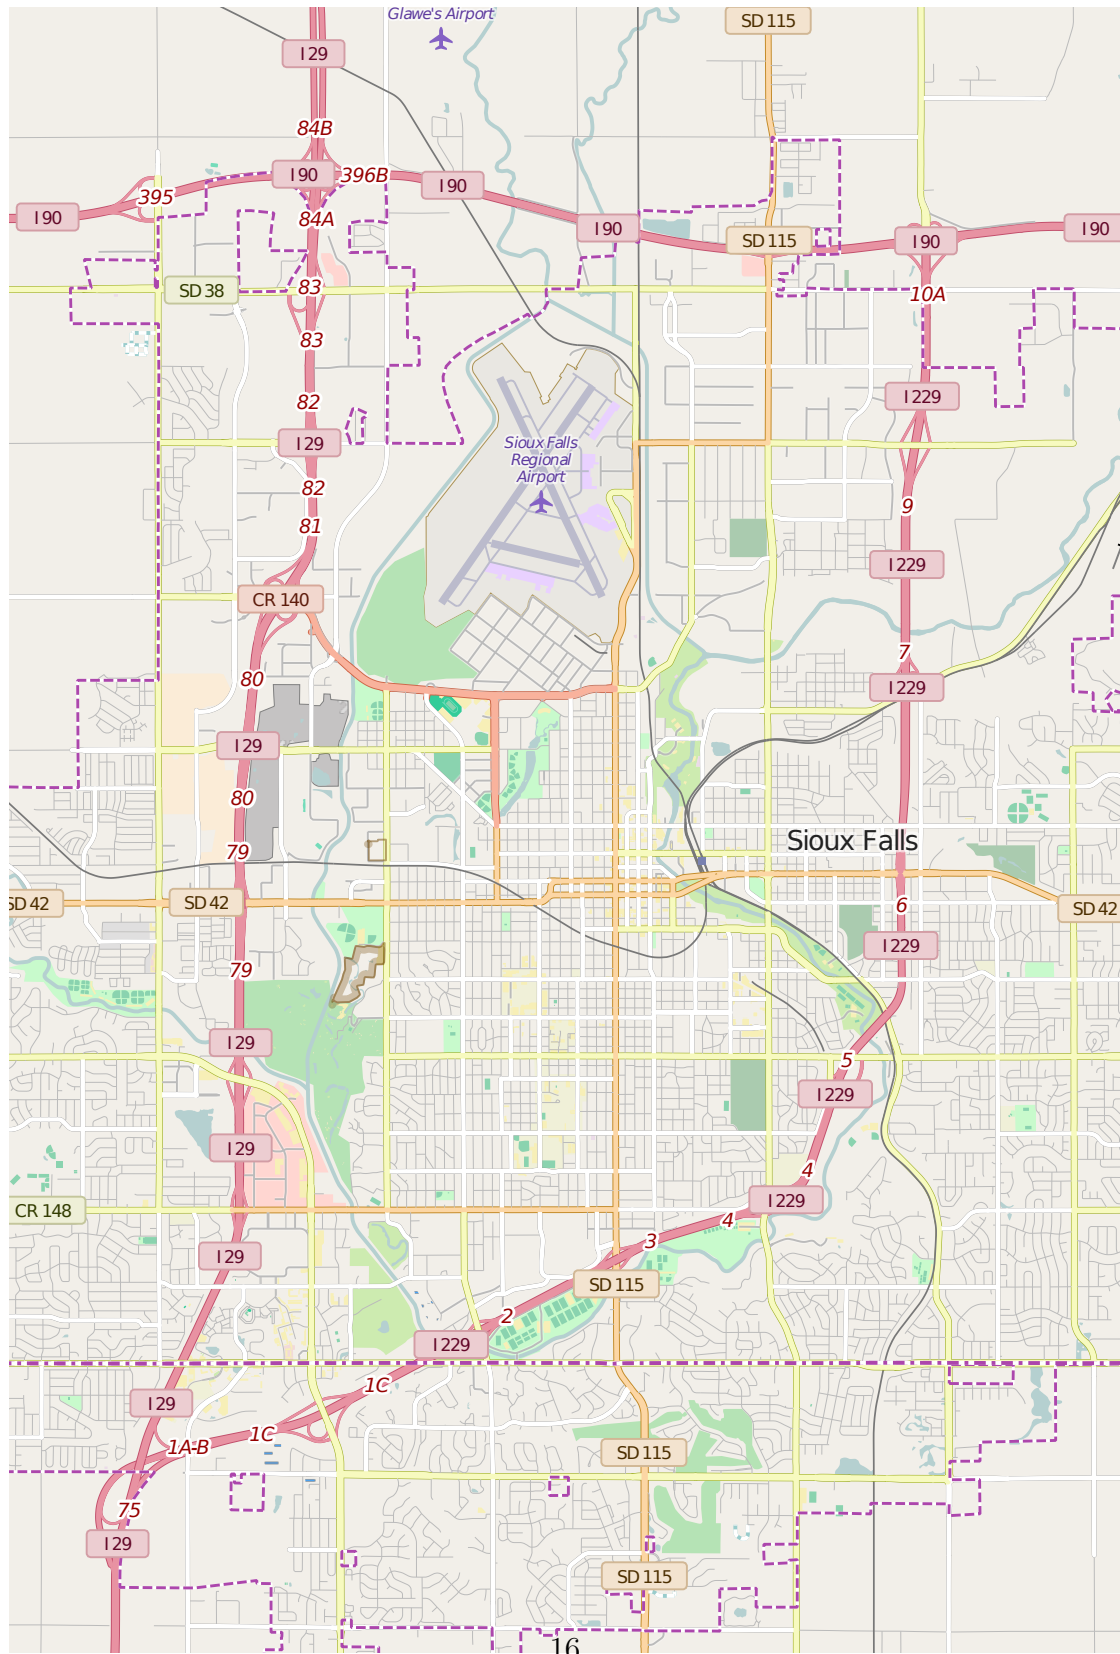 Glawe's Airport
SD 115
I 29
84B
I 90
396B
I 90
395
I 90
84A
I 90
I 90
SD 115
I 90
SD 38
83
10A
83
I 229
82
I 29
Sioux Falls
Regional
Airport
82
9
81
I 229
CR 140
7
80
I 229
I 29
80
Sioux Falls
79
SD 42
SD 42
6
SD 42
I 229
79
I 29
5
I 229
I 29
4
I 229
CR 148
4
3
I 29
SD 115
2
I 229
1C
I 29
1C
1A-B
SD 115
75
I 29
SD 115
16